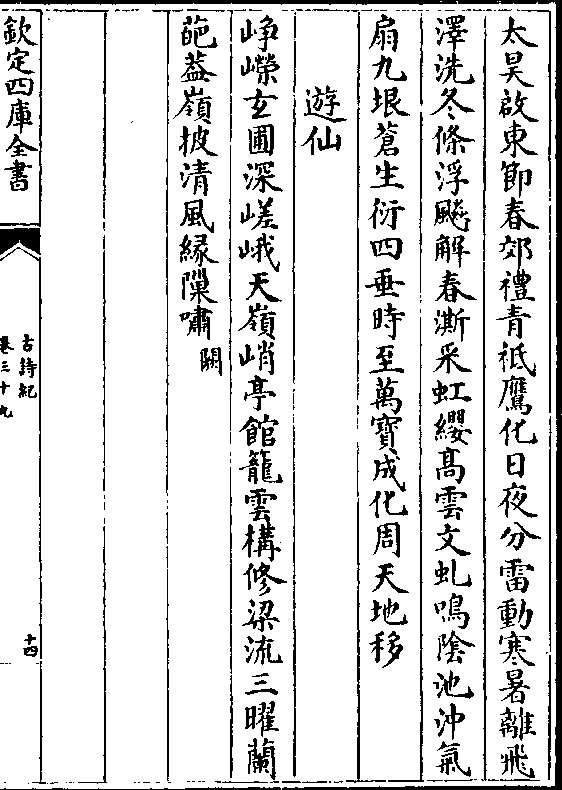 太昊啟東節春郊禮青祗鷹化日夜分雷動寒暑離飛
澤洗冬條浮飈解春澌采虹纓髙雲文虬鳴隂池沖氣
扇九垠蒼生衍四垂時至萬寶成化周天地移
遊仙
崢嶸玄圃深嵯峨天嶺峭亭館籠雲構修梁流三曜蘭
葩葢嶺披清風緑隟嘯闕
欽定四庫全書
古詩紀
卷三十九
十四